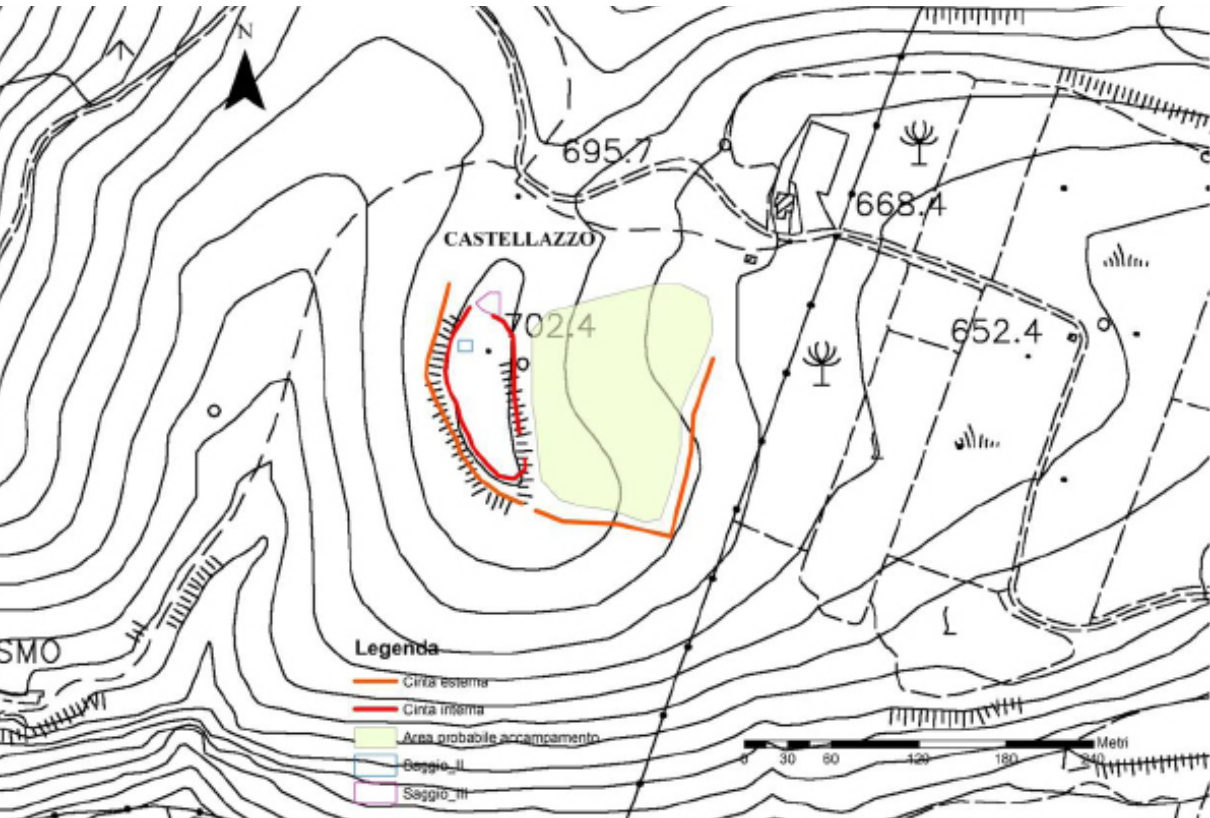 N
695.7
668.4
CASTELLAZZO
702.4
652.4
SMO
Legenda
Cinta esterna
Cinta interna
Area probabile accampamento
Saggio_II
Saggio_III
Metri
0 30 60 120 180 240